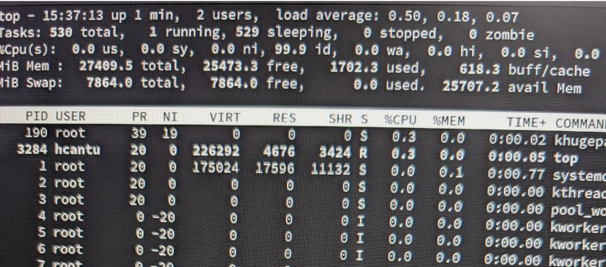 top - 15:37:13 up 1 min,  2 users,  load average: 0.50, 0.18, 0.07
Tasks: 530 total,   1 running, 529 sleeping,   0 stopped,   0 zombie
%Cpu(s):  0.0 us,  0.0 sy,  0.0 ni, 99.9 id,  0.0 wa,  0.0 hi,  0.0 si,  0.0
MiB Mem :  27409.5 total,  25473.3 free,   1702.3 used,    618.3 buff/cache
MiB Swap:   7864.0 total,   7864.0 free,      0.0 used.  25707.2 avail Mem
PID USER PR NI VIRT RES SHR S %CPU %MEM TIME+ COMMAN
190 root 39 19 0 0 0 S 0.3 0.0 0:00.02 khugepa
3284 hcantu 20 0 226292 4676 3424 R 0.3 0.0 0:00.05 top
1 root 20 0 175024 17596 11132 S 0.0 0.1 0:00.77 systemd
2 root 20 0 0 0 0 S 0.0 0.0 0:00.00 kthread
3 root 20 0 0 0 0 S 0.0 0.0 0:00.00 pool_wo
4 root 0 -20 0 0 0 I 0.0 0.0 0:00.00 kworker
5 root 0 -20 0 0 0 I 0.0 0.0 0:00.00 kworker
6 root 0 -20 0 0 0 I 0.0 0.0 0:00.00 kworker
7 root 0 -20